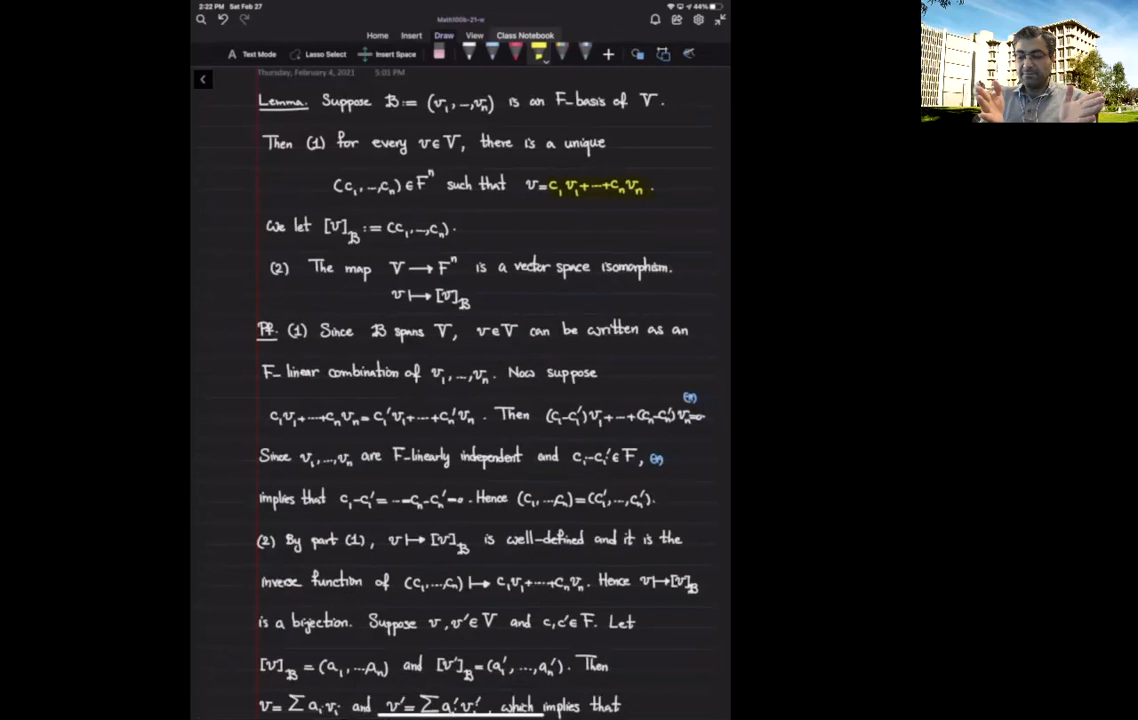 2:22 PM Sat Feb 27
44%
Math100b-21-w
Home Insert Draw View Class Notebook
Text Mode Lasso Select Insert Space
Thursday, February 4, 2021 5:01 PM
Lemma. Suppose B := (v₁, …, vₙ) is an F-basis of V.
Then (1) for every v∈V, there is a unique
(c₁, …, cₙ) ∈ Fⁿ such that v = c₁v₁+…+cₙvₙ.
We let [v]_B := (c₁, …, cₙ).
(2) The map V → Fⁿ is a vector space isomorphism.
v ↦ [v]_B
Pf. (1) Since B spans V, v∈V can be written as an
F-linear combination of v₁, …, vₙ. Now suppose
c₁v₁+…+cₙvₙ = c₁'v₁+…+cₙ'vₙ. Then (c₁-c₁')v₁+…+(cₙ-cₙ')vₙ=0
Since v₁, …, vₙ are F-linearly independent and cᵢ-cᵢ' ∈ F,
implies that c₁-c₁' = … = cₙ-cₙ' = 0. Hence (c₁, …, cₙ) = (c₁', …, cₙ').
(2) By part (1), v ↦ [v]_B is well-defined and it is the
inverse function of (c₁, …, cₙ) ↦ c₁v₁+…+cₙvₙ. Hence v ↦ [v]_B
is a bijection. Suppose v, v' ∈ V and c, c' ∈ F. Let
[v]_B = (a₁, …, aₙ) and [v']_B = (a₁', …, aₙ'). Then
v = Σ aᵢvᵢ and v' = Σ aᵢ'vᵢ', which implies that